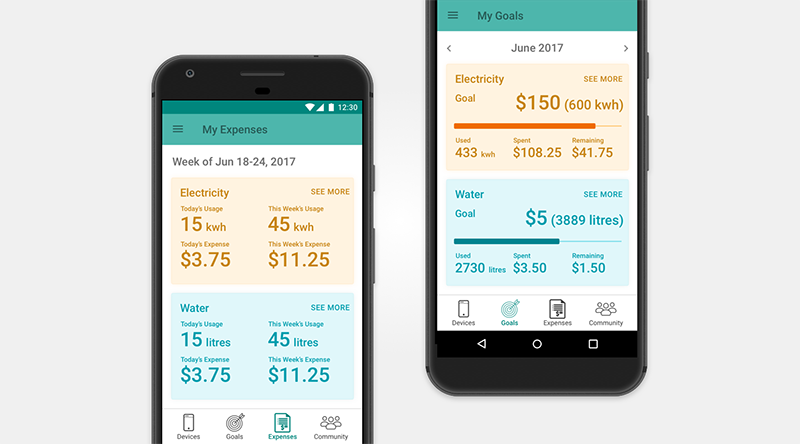 12:30
My Expenses
Week of Jun 18-24, 2017
Electricity SEE MORE
Today's Usage This Week's Usage
15 kwh 45 kwh
Today's Expense This Week's Expense
$3.75 $11.25
Water SEE MORE
Today's Usage This Week's Usage
15 litres 45 litres
Today's Expense This Week's Expense
$3.75 $11.25
Devices Goals Expenses Community
My Goals
June 2017
Electricity SEE MORE
Goal $150 (600 kwh)
Used Spent Remaining
433 kwh $108.25 $41.75
Water SEE MORE
Goal $5 (3889 litres)
Used Spent Remaining
2730 litres $3.50 $1.50
Devices Goals Expenses Community